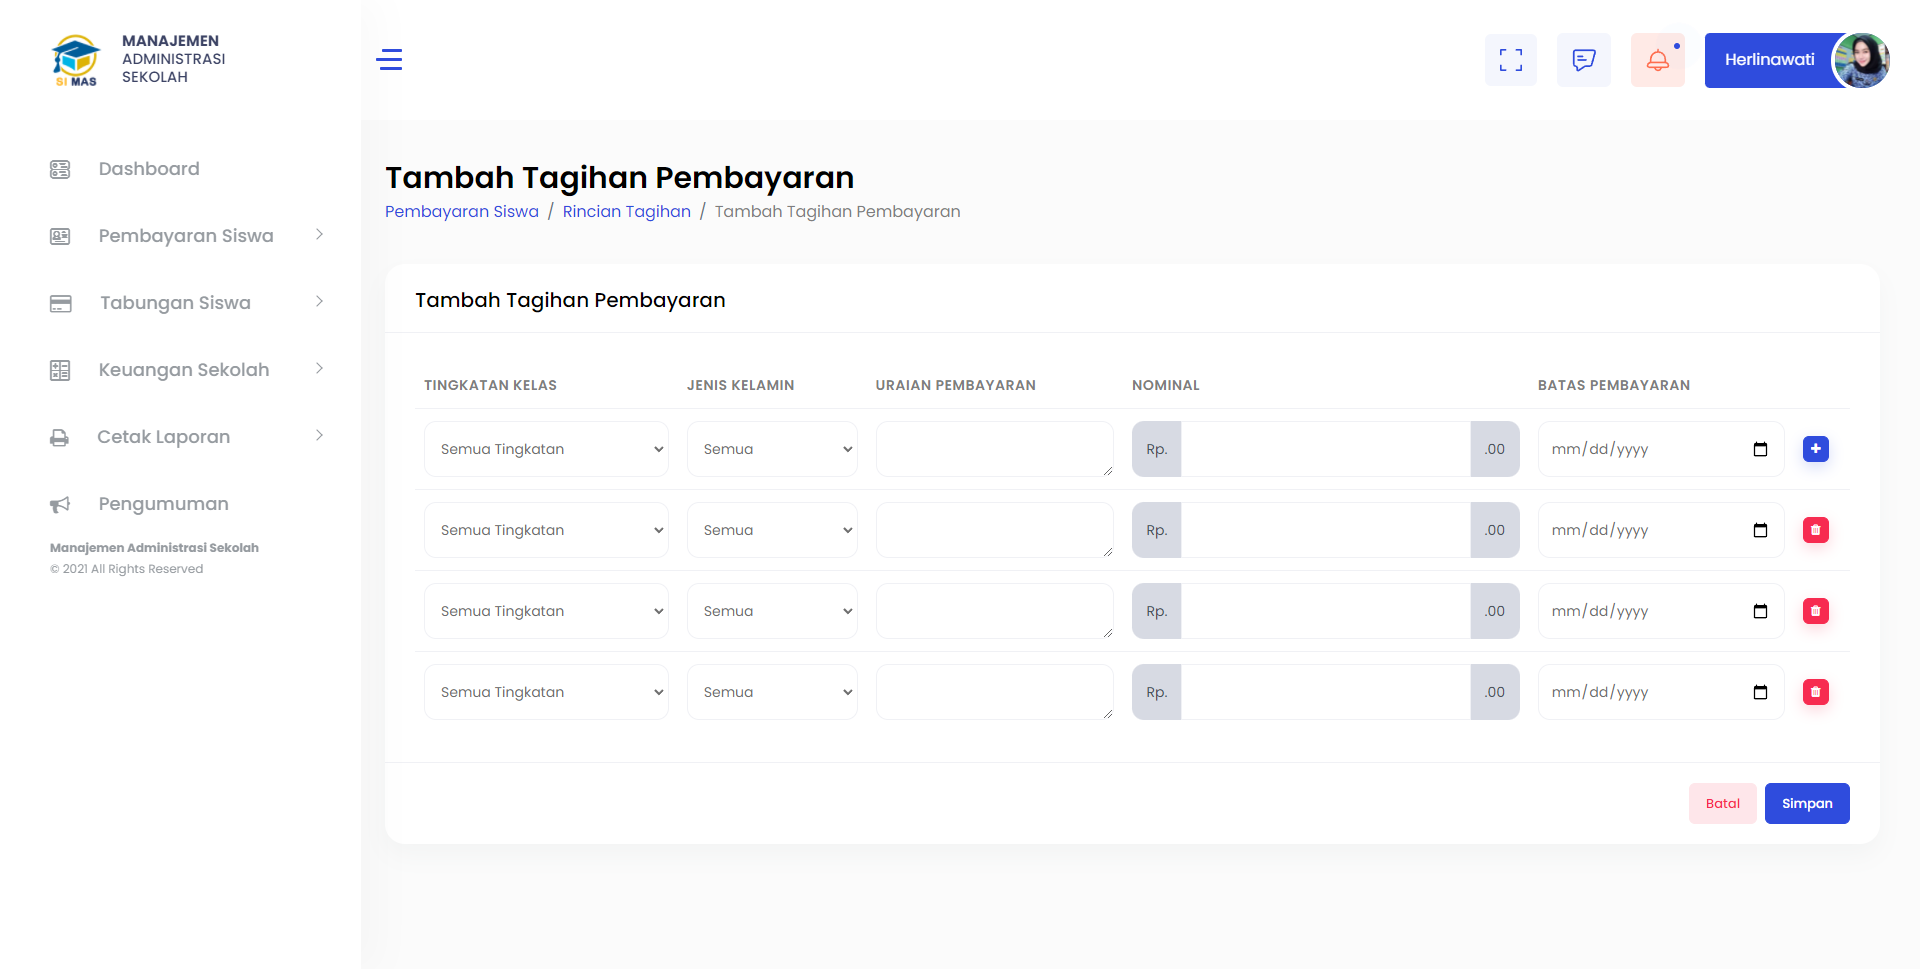 MANAJEMEN
ADMINISTRASI
SEKOLAH
SI MAS
Herlinawati
Dashboard
Pembayaran Siswa
Tabungan Siswa
Keuangan Sekolah
Cetak Laporan
Pengumuman
Manajemen Administrasi Sekolah
© 2021 All Rights Reserved
Tambah Tagihan Pembayaran
Pembayaran Siswa / Rincian Tagihan / Tambah Tagihan Pembayaran
Tambah Tagihan Pembayaran
TINGKATAN KELAS JENIS KELAMIN URAIAN PEMBAYARAN NOMINAL BATAS PEMBAYARAN
Semua Tingkatan Semua Rp. .00 mm/dd/yyyy
Semua Tingkatan Semua Rp. .00 mm/dd/yyyy
Semua Tingkatan Semua Rp. .00 mm/dd/yyyy
Semua Tingkatan Semua Rp. .00 mm/dd/yyyy
Batal Simpan